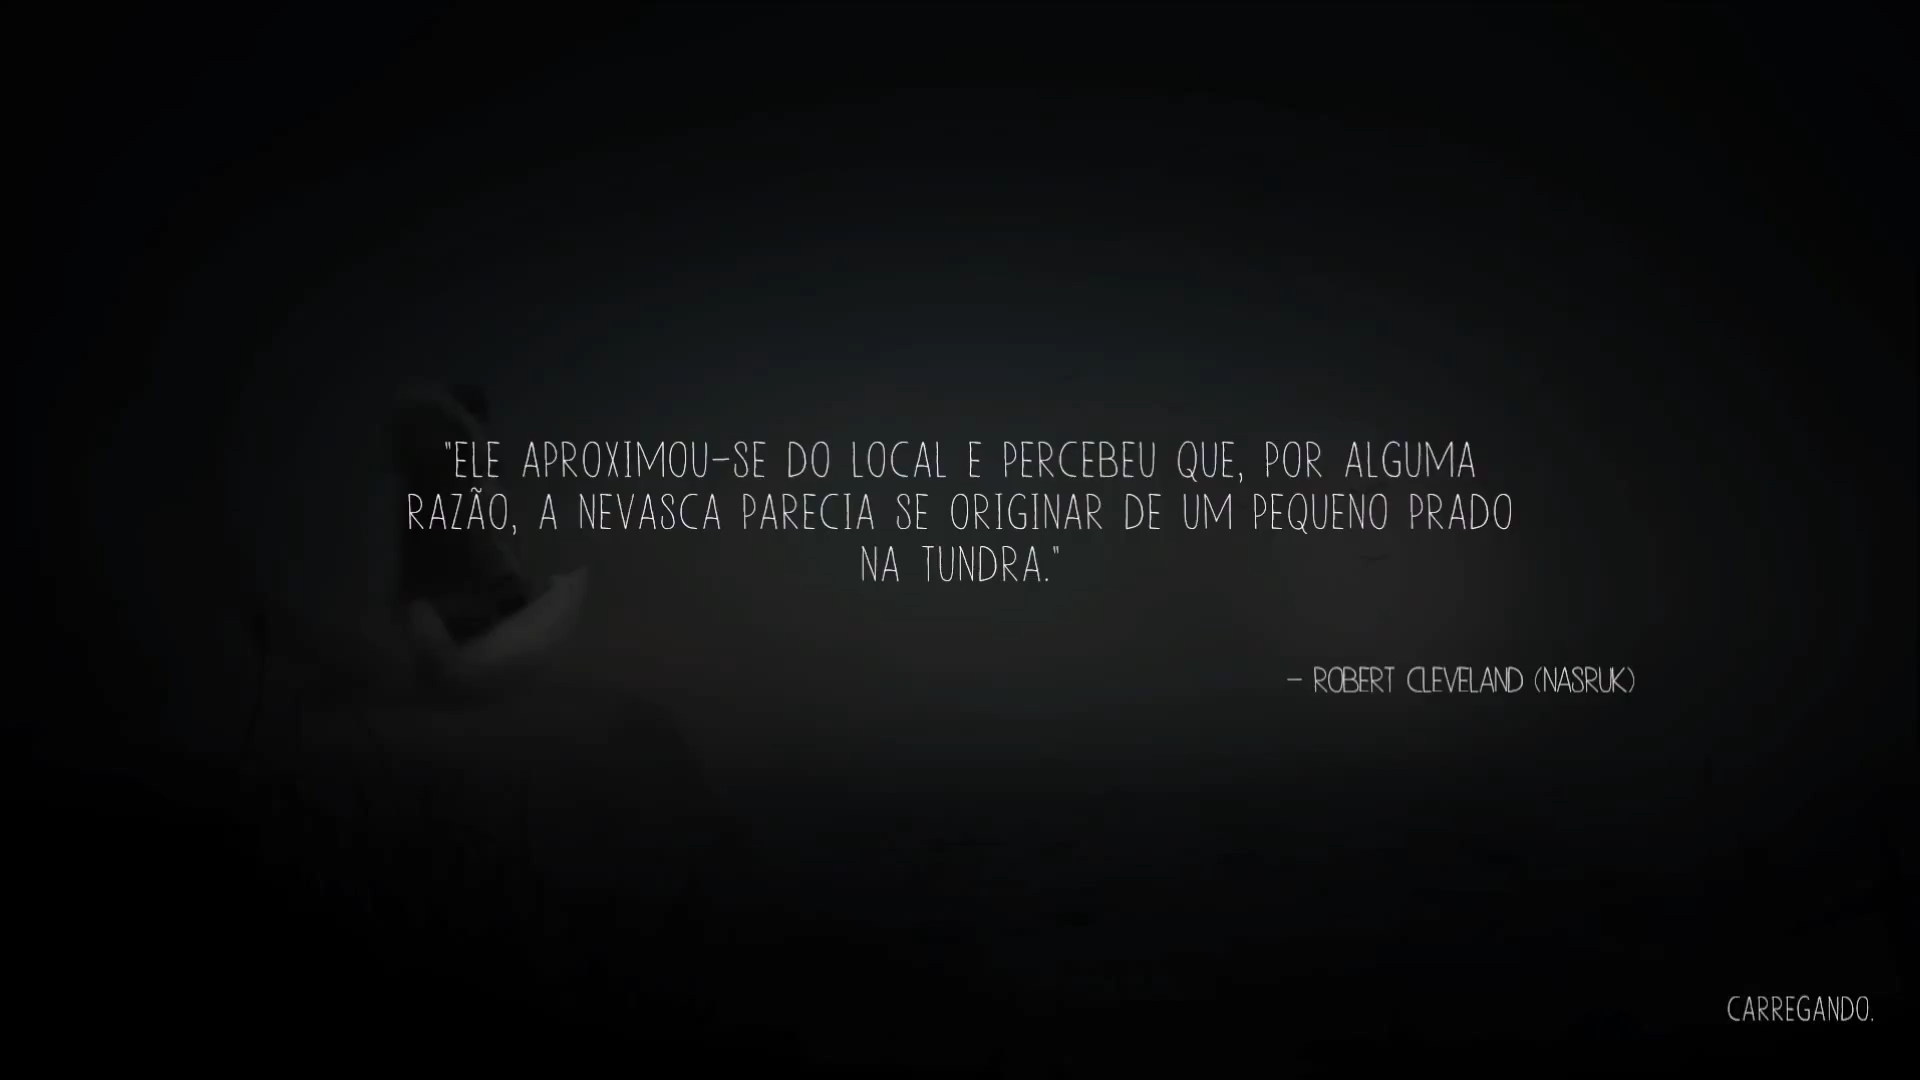 "ELE APROXIMOU-SE DO LOCAL E PERCEBEU QUE, POR ALGUMA
RAZÃO, A NEVASCA PARECIA SE ORIGINAR DE UM PEQUENO PRADO
NA TUNDRA."
- ROBERT CLEVELAND (NASRUK)
CARREGANDO.